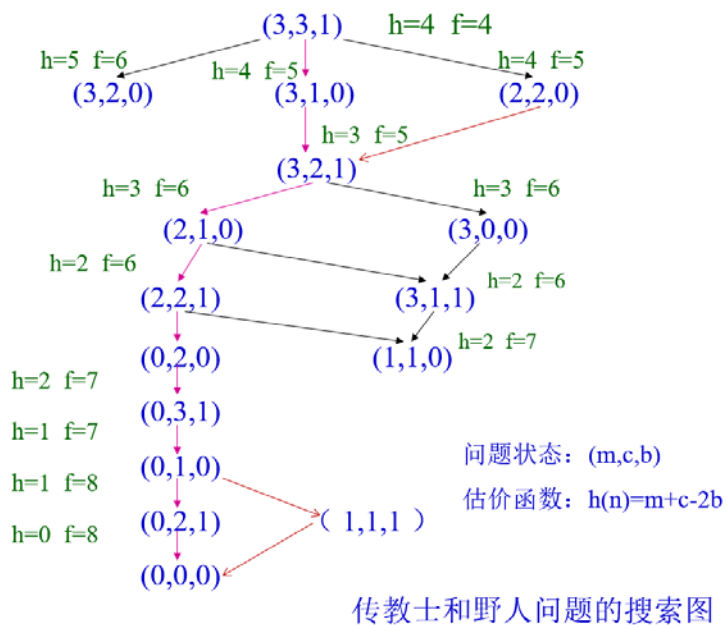 (3,3,1) h=4 f=4
h=5 f=6 h=4 f=5 h=4 f=5
(3,2,0) (3,1,0) (2,2,0)
h=3 f=5
(3,2,1)
h=3 f=6 h=3 f=6
(2,1,0) (3,0,0)
h=2 f=6 h=2 f=6
(2,2,1) (3,1,1)
h=2 f=7
(0,2,0) (1,1,0)
h=2 f=7
(0,3,1)
h=1 f=7
(0,1,0)
h=1 f=8
(0,2,1) （ 1,1,1 ）
h=0 f=8
(0,0,0)
问题状态：(m,c,b)
估价函数：h(n)=m+c-2b
传教士和野人问题的搜索图